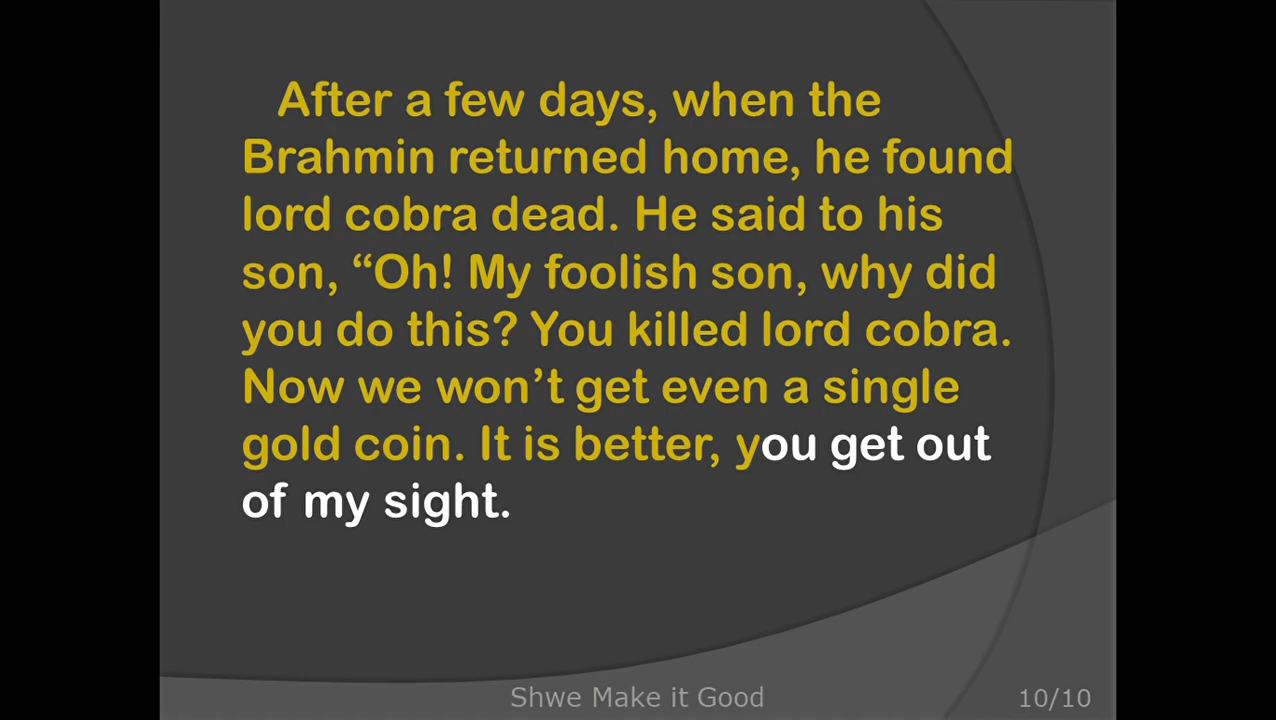 After a few days, when the
Brahmin returned home, he found
lord cobra dead. He said to his
son, “Oh! My foolish son, why did
you do this? You killed lord cobra.
Now we won’t get even a single
gold coin. It is better, you get out
of my sight.
Shwe Make it Good
10/10